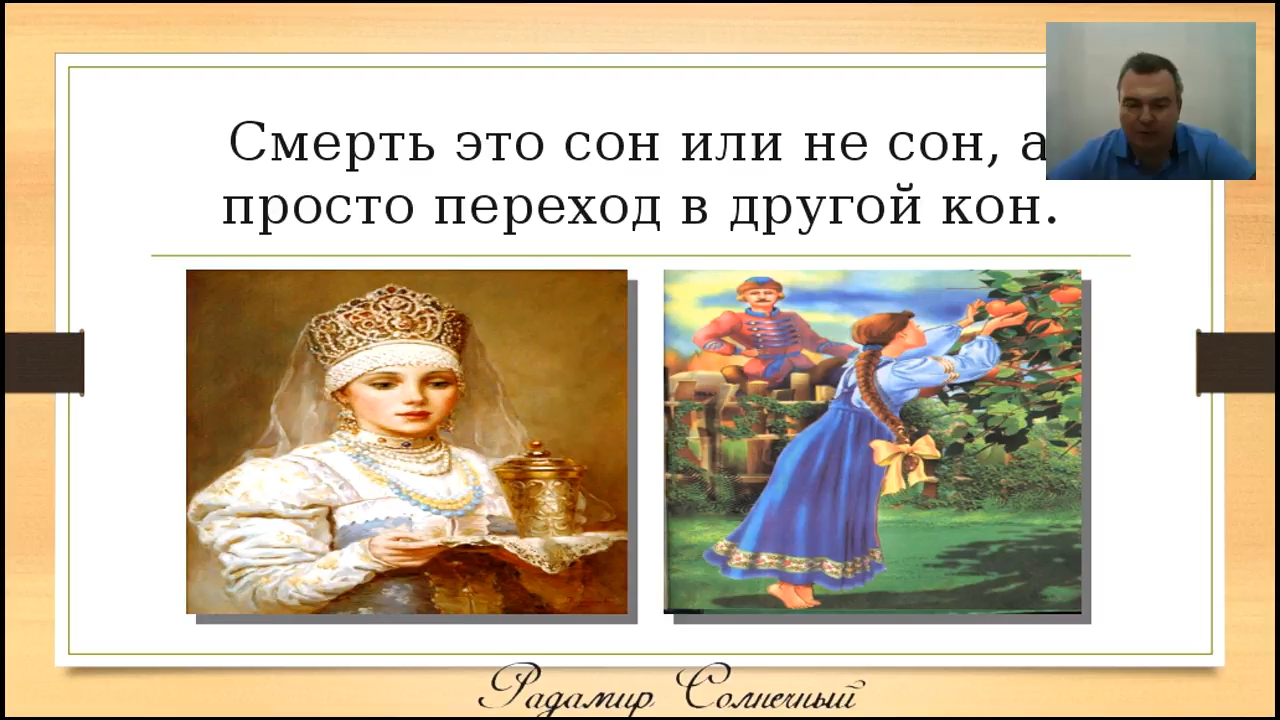 Смерть это сон или не сон, а
просто переход в другой кон.
Радамир Солнечный